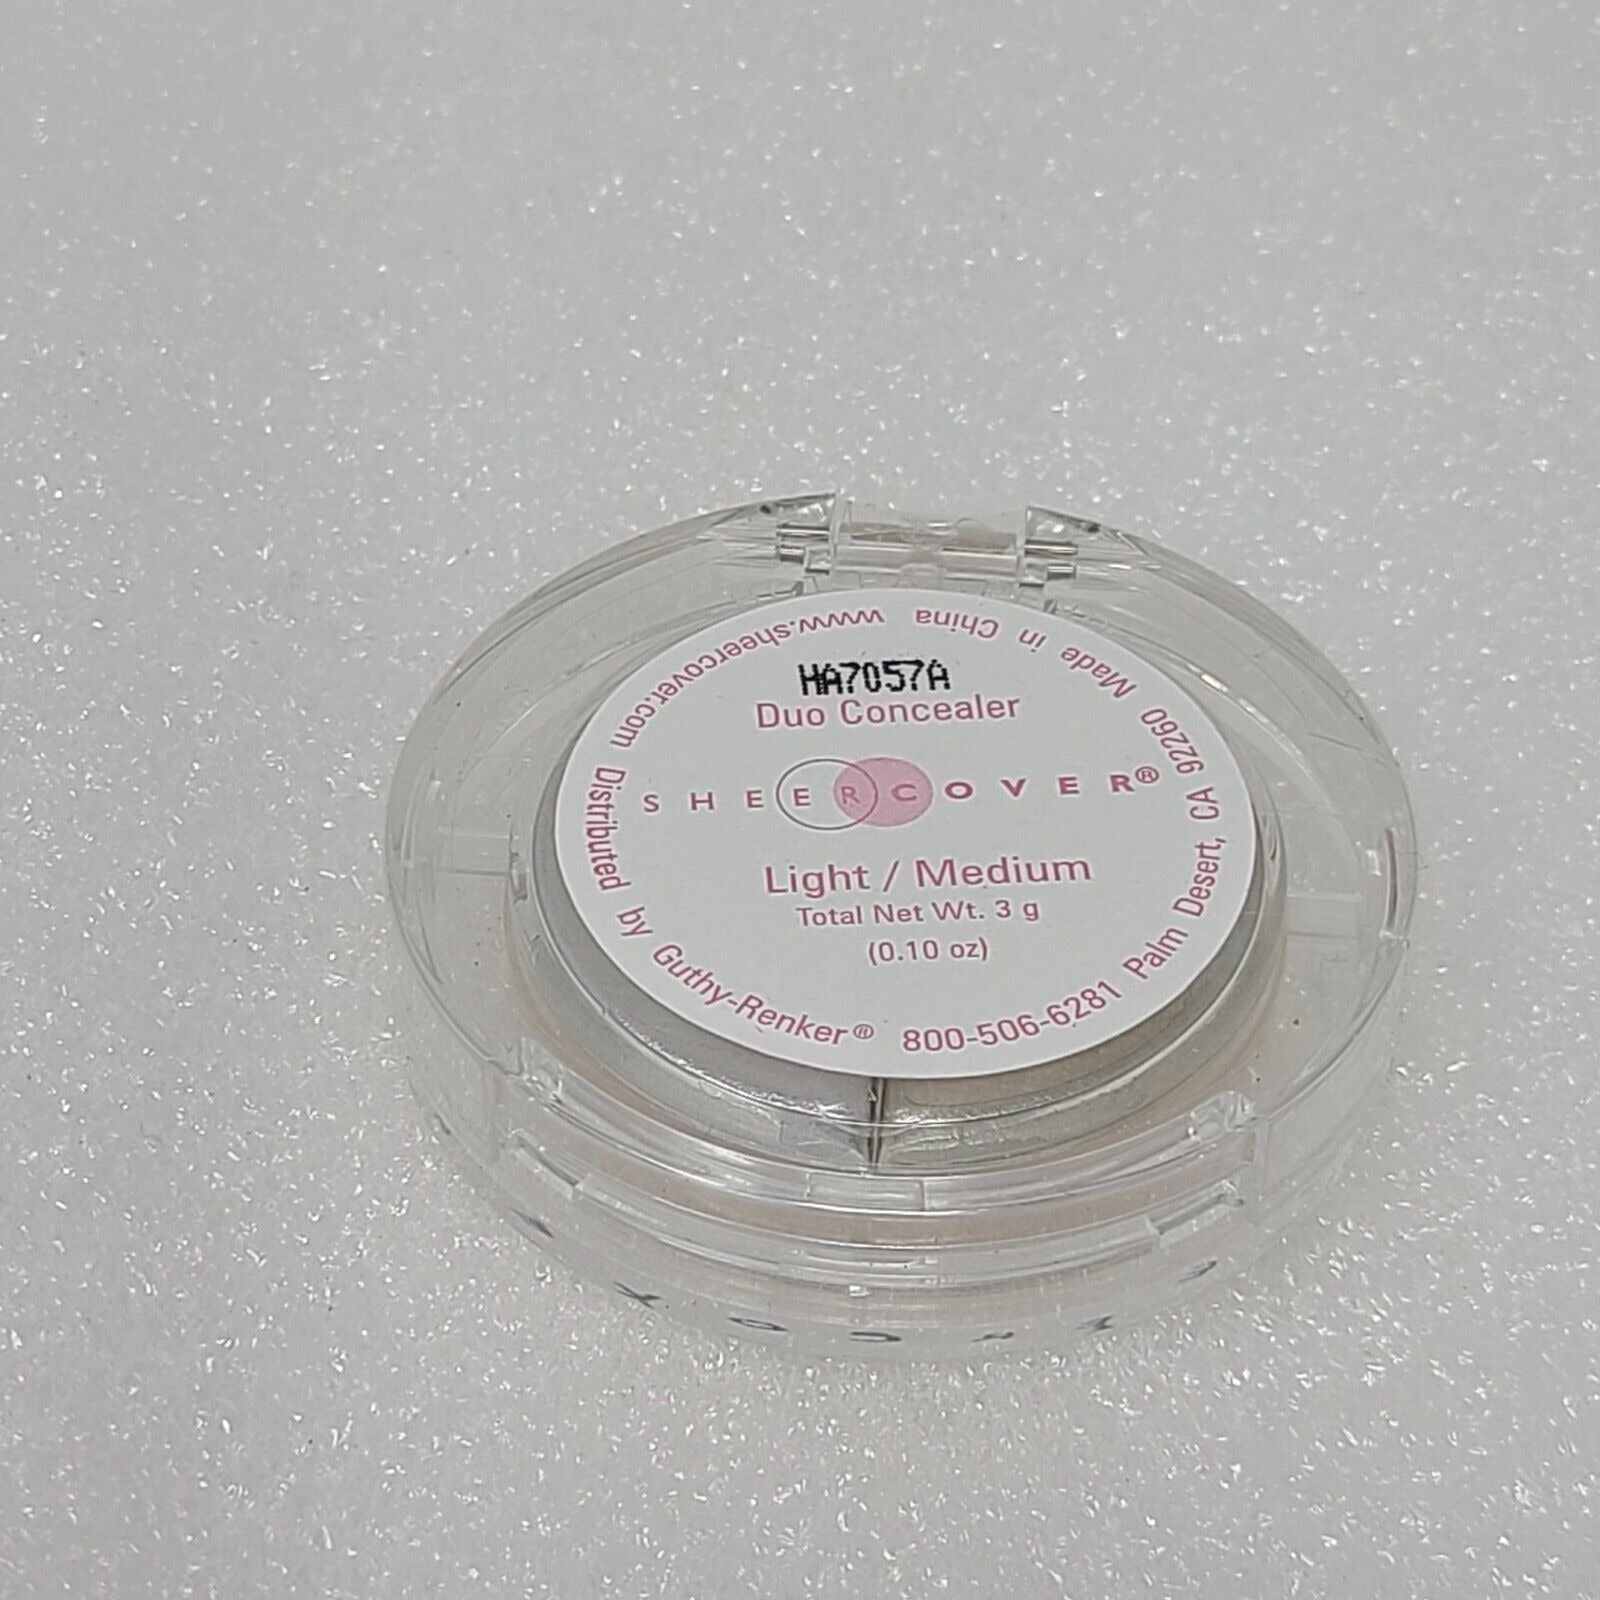 HA7057A
Duo Concealer
SHEERCOVER®
Light / Medium
Total Net Wt. 3 g
(0.10 oz)
www.sheercover.com Distributed by Guthy-Renker® 800-506-6281 Palm Desert, CA 92260 Made in China